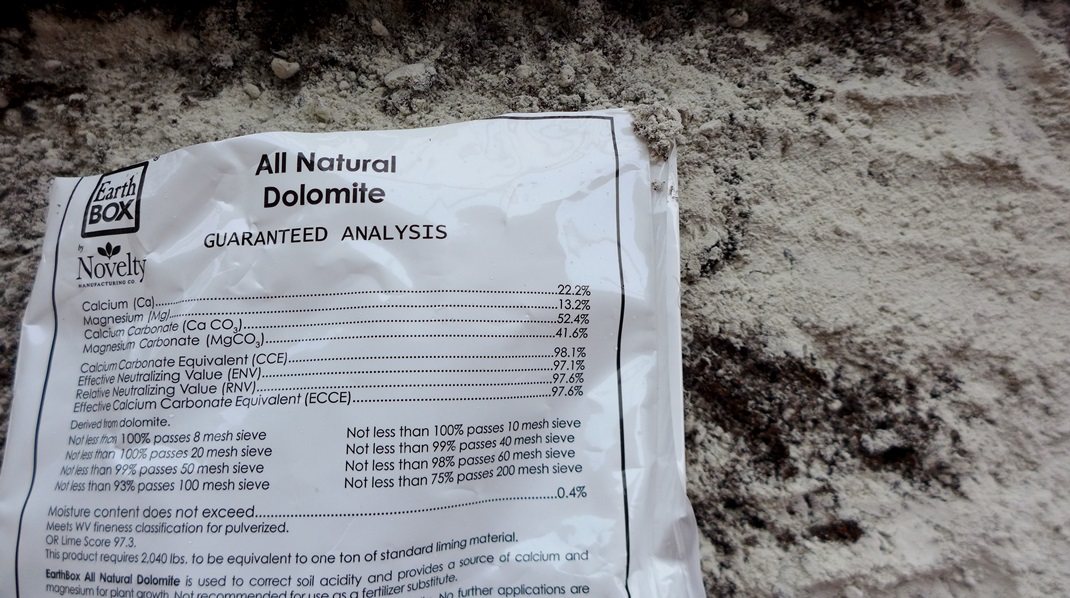 Earth
BOX
by
Novelty
MANUFACTURING CO.
All Natural
Dolomite
GUARANTEED ANALYSIS
Calcium (Ca)..........22.2%
Magnesium (Mg)..........13.2%
Calcium Carbonate (Ca CO3)..........52.4%
Magnesium Carbonate (MgCO3)..........41.6%
Calcium Carbonate Equivalent (CCE)..........98.1%
Effective Neutralizing Value (ENV)..........97.1%
Relative Neutralizing Value (RNV)..........97.6%
Effective Calcium Carbonate Equivalent (ECCE)..........97.6%
Derived from dolomite.
Not less than 100% passes 8 mesh sieve
Not less than 100% passes 20 mesh sieve
Not less than 99% passes 50 mesh sieve
Not less than 93% passes 100 mesh sieve
Not less than 100% passes 10 mesh sieve
Not less than 99% passes 40 mesh sieve
Not less than 98% passes 60 mesh sieve
Not less than 75% passes 200 mesh sieve
Moisture content does not exceed..........0.4%
Meets WV fineness classification for pulverized.
OR Lime Score 97.3.
This product requires 2,040 lbs. to be equivalent to one ton of standard liming material.
EarthBox All Natural Dolomite is used to correct soil acidity and provides a source of calcium and
magnesium for plant growth. Not recommended for use as a fertilizer substitute.
No further applications are